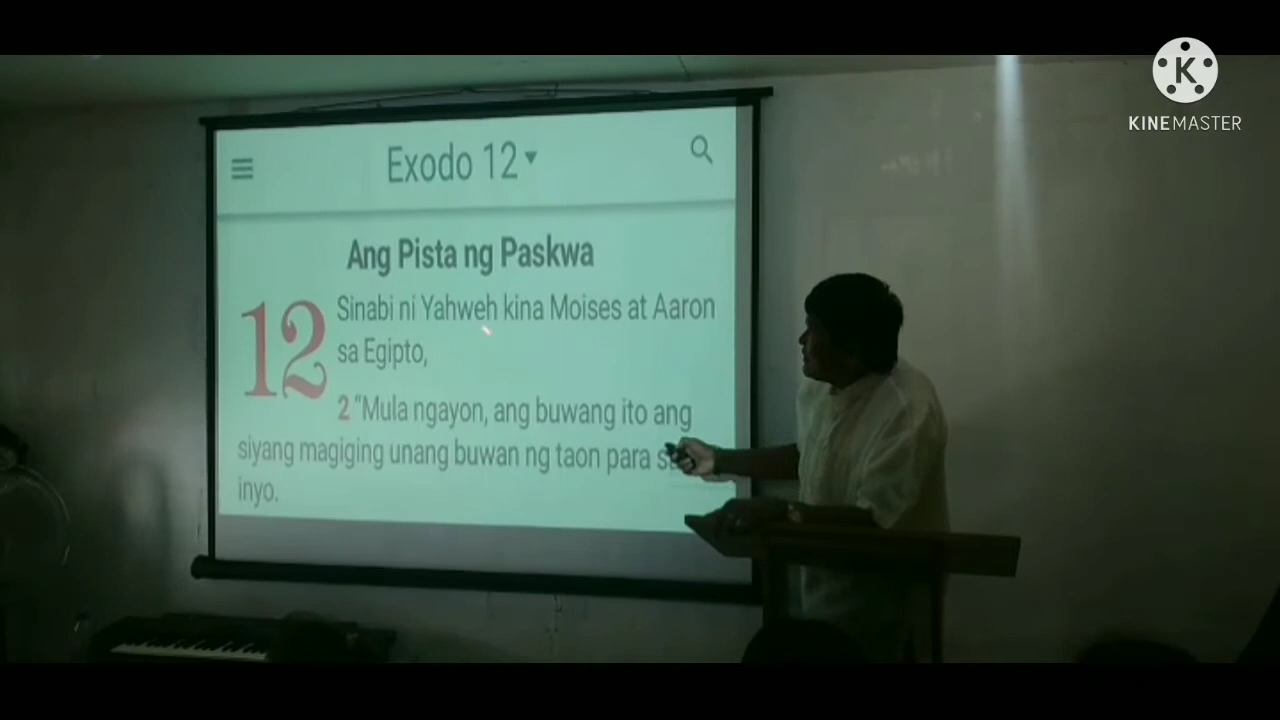 Exodo 12
Ang Pista ng Paskwa
12 Sinabi ni Yahweh kina Moises at Aaron
sa Egipto,
2 “Mula ngayon, ang buwang ito ang
siyang magiging unang buwan ng taon para sa
inyo.
K
KINEMASTER